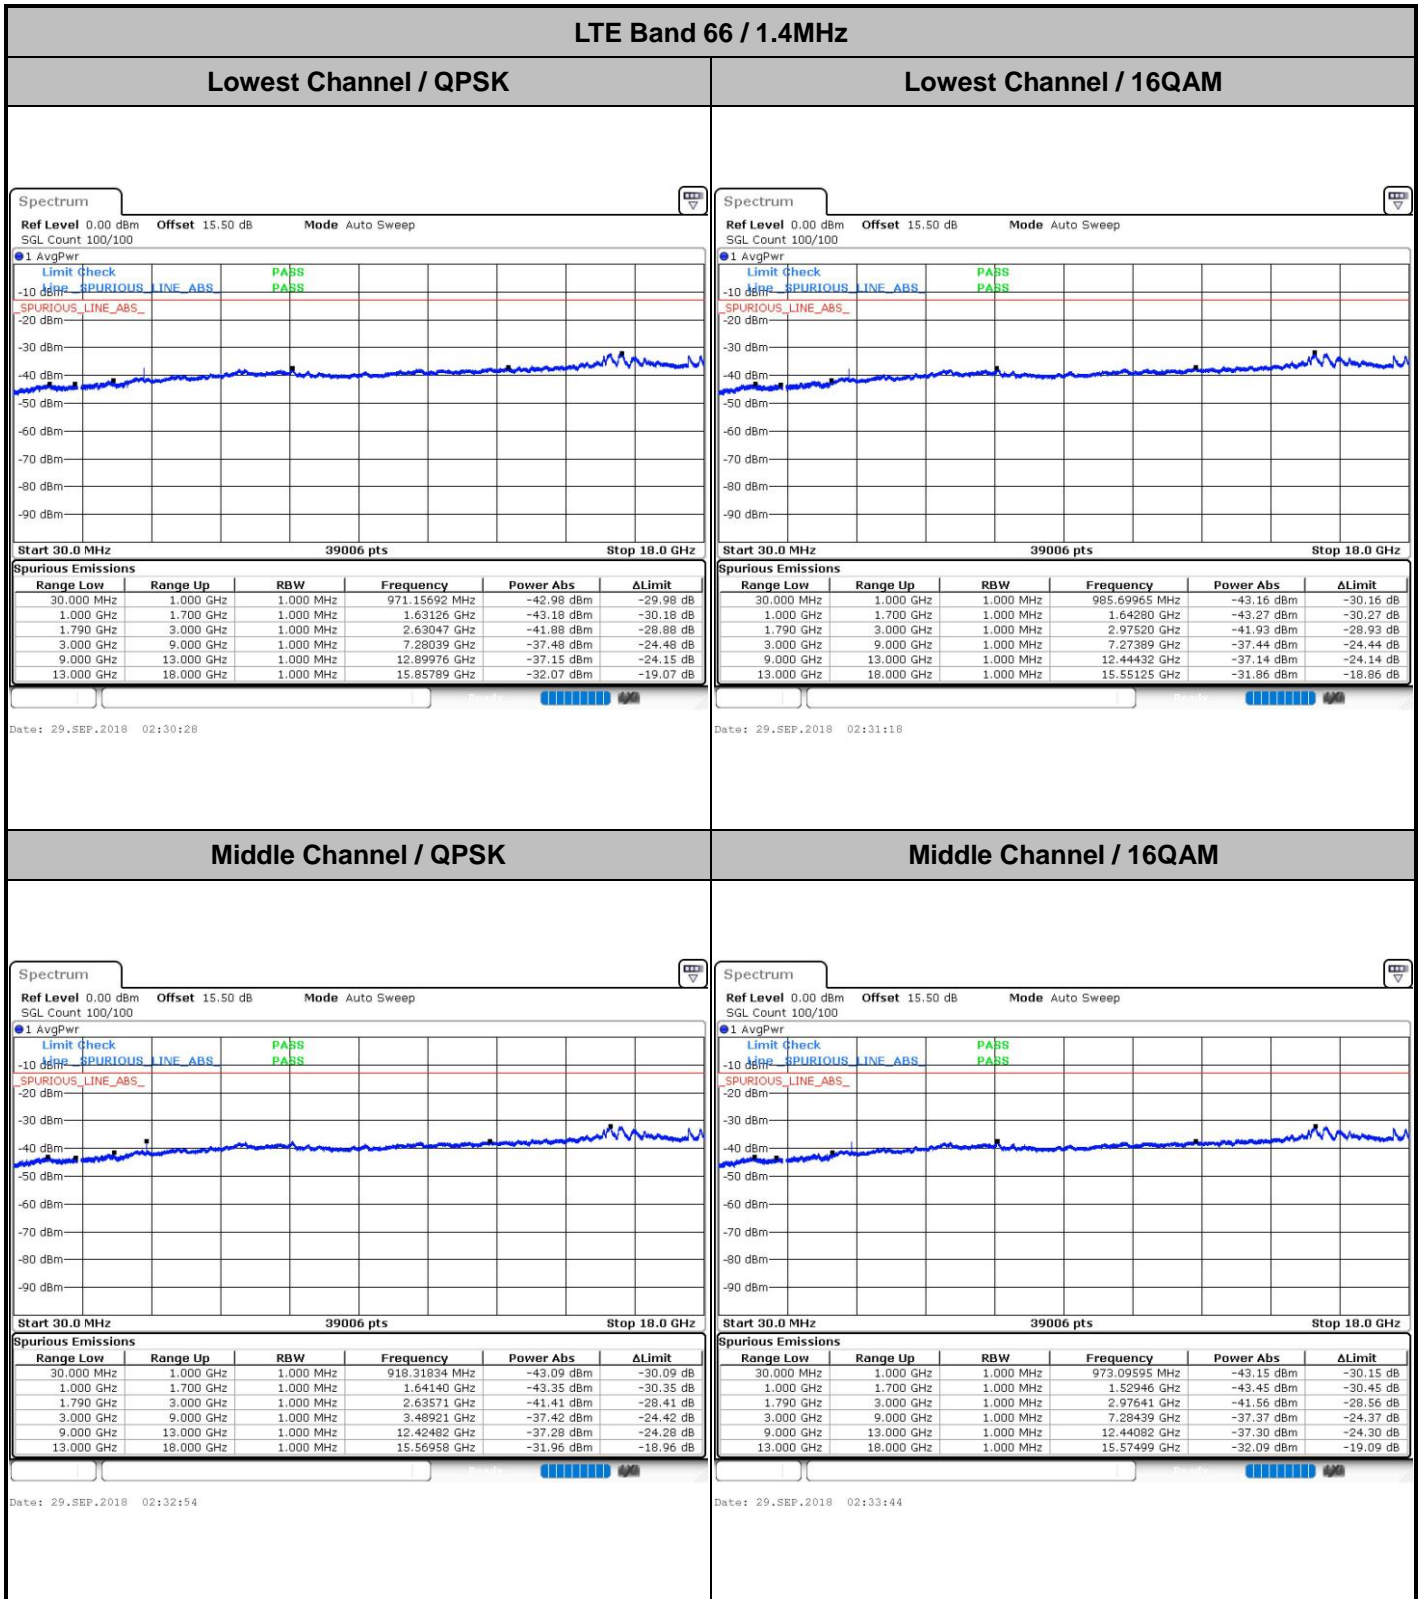 LTE Band 66 / 1.4MHz
Lowest Channel / QPSK
Lowest Channel / 16QAM
Spectrum
Ref Level 0.00 dBm Offset 15.50 dB Mode Auto Sweep
SGL Count 100/100
1 AvgPwr
Limit Check PASS
Line _SPURIOUS_LINE_ABS_ PASS
-10 dBm
_SPURIOUS_LINE_ABS_
-20 dBm
-30 dBm
-40 dBm
-50 dBm
-60 dBm
-70 dBm
-80 dBm
-90 dBm
Start 30.0 MHz 39006 pts Stop 18.0 GHz
Spurious Emissions
Range Low Range Up RBW Frequency Power Abs ΔLimit
30.000 MHz 1.000 GHz 1.000 MHz 971.15692 MHz -42.98 dBm -29.98 dB
1.000 GHz 1.700 GHz 1.000 MHz 1.63126 GHz -43.18 dBm -30.18 dB
1.790 GHz 3.000 GHz 1.000 MHz 2.63047 GHz -41.88 dBm -28.88 dB
3.000 GHz 9.000 GHz 1.000 MHz 7.28039 GHz -37.48 dBm -24.48 dB
9.000 GHz 13.000 GHz 1.000 MHz 12.89976 GHz -37.15 dBm -24.15 dB
13.000 GHz 18.000 GHz 1.000 MHz 15.85789 GHz -32.07 dBm -19.07 dB
Date: 29.SEP.2018 02:30:28
Spectrum
Ref Level 0.00 dBm Offset 15.50 dB Mode Auto Sweep
SGL Count 100/100
1 AvgPwr
Limit Check PASS
Line _SPURIOUS_LINE_ABS_ PASS
-10 dBm
_SPURIOUS_LINE_ABS_
-20 dBm
-30 dBm
-40 dBm
-50 dBm
-60 dBm
-70 dBm
-80 dBm
-90 dBm
Start 30.0 MHz 39006 pts Stop 18.0 GHz
Spurious Emissions
Range Low Range Up RBW Frequency Power Abs ΔLimit
30.000 MHz 1.000 GHz 1.000 MHz 985.69965 MHz -43.16 dBm -30.16 dB
1.000 GHz 1.700 GHz 1.000 MHz 1.64280 GHz -43.27 dBm -30.27 dB
1.790 GHz 3.000 GHz 1.000 MHz 2.97520 GHz -41.93 dBm -28.93 dB
3.000 GHz 9.000 GHz 1.000 MHz 7.27389 GHz -37.44 dBm -24.44 dB
9.000 GHz 13.000 GHz 1.000 MHz 12.44432 GHz -37.14 dBm -24.14 dB
13.000 GHz 18.000 GHz 1.000 MHz 15.55125 GHz -31.86 dBm -18.86 dB
Date: 29.SEP.2018 02:31:18
Middle Channel / QPSK
Middle Channel / 16QAM
Spectrum
Ref Level 0.00 dBm Offset 15.50 dB Mode Auto Sweep
SGL Count 100/100
1 AvgPwr
Limit Check PASS
Line _SPURIOUS_LINE_ABS_ PASS
-10 dBm
_SPURIOUS_LINE_ABS_
-20 dBm
-30 dBm
-40 dBm
-50 dBm
-60 dBm
-70 dBm
-80 dBm
-90 dBm
Start 30.0 MHz 39006 pts Stop 18.0 GHz
Spurious Emissions
Range Low Range Up RBW Frequency Power Abs ΔLimit
30.000 MHz 1.000 GHz 1.000 MHz 918.31834 MHz -43.09 dBm -30.09 dB
1.000 GHz 1.700 GHz 1.000 MHz 1.64140 GHz -43.35 dBm -30.35 dB
1.790 GHz 3.000 GHz 1.000 MHz 2.63571 GHz -41.41 dBm -28.41 dB
3.000 GHz 9.000 GHz 1.000 MHz 3.48921 GHz -37.42 dBm -24.42 dB
9.000 GHz 13.000 GHz 1.000 MHz 12.42482 GHz -37.28 dBm -24.28 dB
13.000 GHz 18.000 GHz 1.000 MHz 15.56958 GHz -31.96 dBm -18.96 dB
Date: 29.SEP.2018 02:32:54
Spectrum
Ref Level 0.00 dBm Offset 15.50 dB Mode Auto Sweep
SGL Count 100/100
1 AvgPwr
Limit Check PASS
Line _SPURIOUS_LINE_ABS_ PASS
-10 dBm
_SPURIOUS_LINE_ABS_
-20 dBm
-30 dBm
-40 dBm
-50 dBm
-60 dBm
-70 dBm
-80 dBm
-90 dBm
Start 30.0 MHz 39006 pts Stop 18.0 GHz
Spurious Emissions
Range Low Range Up RBW Frequency Power Abs ΔLimit
30.000 MHz 1.000 GHz 1.000 MHz 973.09595 MHz -43.15 dBm -30.15 dB
1.000 GHz 1.700 GHz 1.000 MHz 1.52946 GHz -43.45 dBm -30.45 dB
1.790 GHz 3.000 GHz 1.000 MHz 2.97641 GHz -41.56 dBm -28.56 dB
3.000 GHz 9.000 GHz 1.000 MHz 7.28439 GHz -37.37 dBm -24.37 dB
9.000 GHz 13.000 GHz 1.000 MHz 12.44082 GHz -37.30 dBm -24.30 dB
13.000 GHz 18.000 GHz 1.000 MHz 15.57499 GHz -32.09 dBm -19.09 dB
Date: 29.SEP.2018 02:33:44